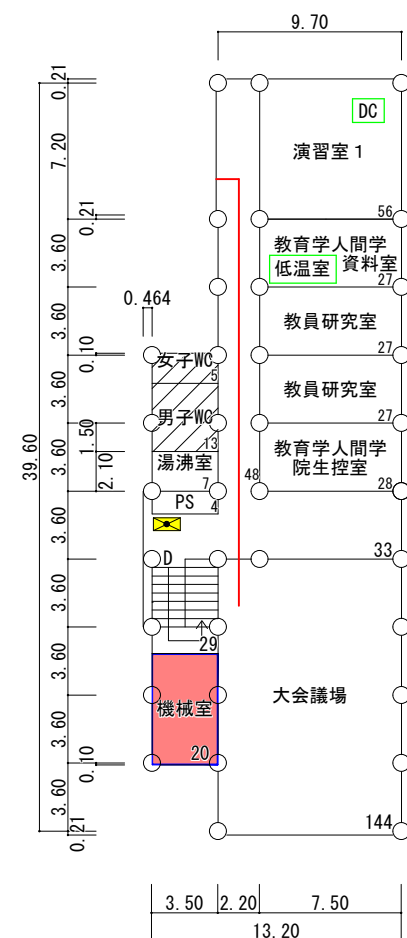 9.70
0.21
7.20
DC
演習室１
0.21
56
3.60
教育学人間学
資料室
低温室
27
3.60
0.464
教員研究室
0.10
女子WC
27
5
3.60
教員研究室
男子WC
27
1.50
13
39.60
湯沸室
教育学人間学
院生控室
2.10
48
7
28
PS
4
3.60
D
33
3.60
29
3.60
機械室
大会議場
3.60
20
0.10
3.60
144
0.21
3.50
2.20
7.50
13.20